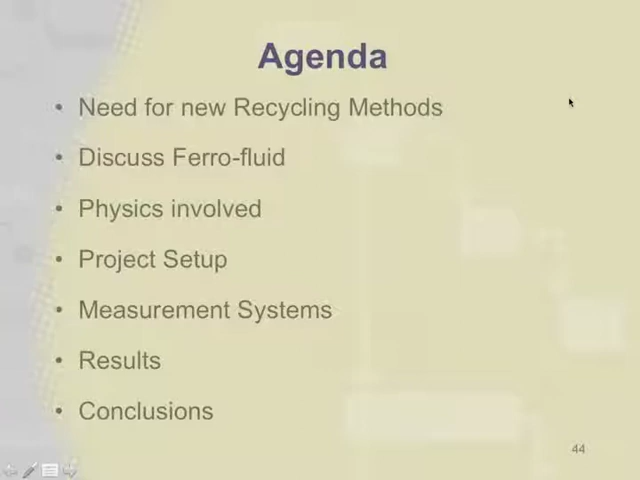 Agenda
• Need for new Recycling Methods
• Discuss Ferro-fluid
• Physics involved
• Project Setup
• Measurement Systems
• Results
• Conclusions
44